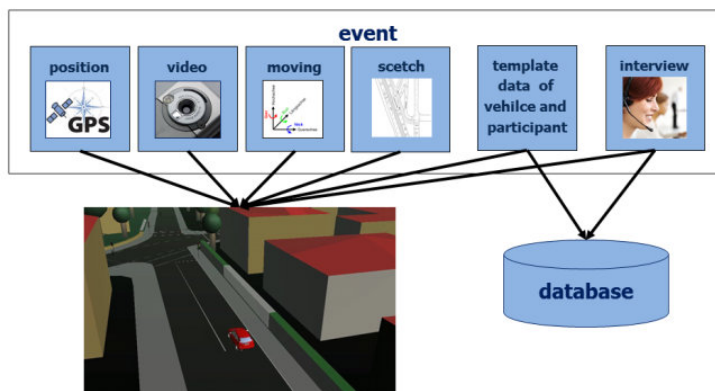 event
position
video
moving
scetch
template
data of
vehilce and
participant
interview
GPS
database